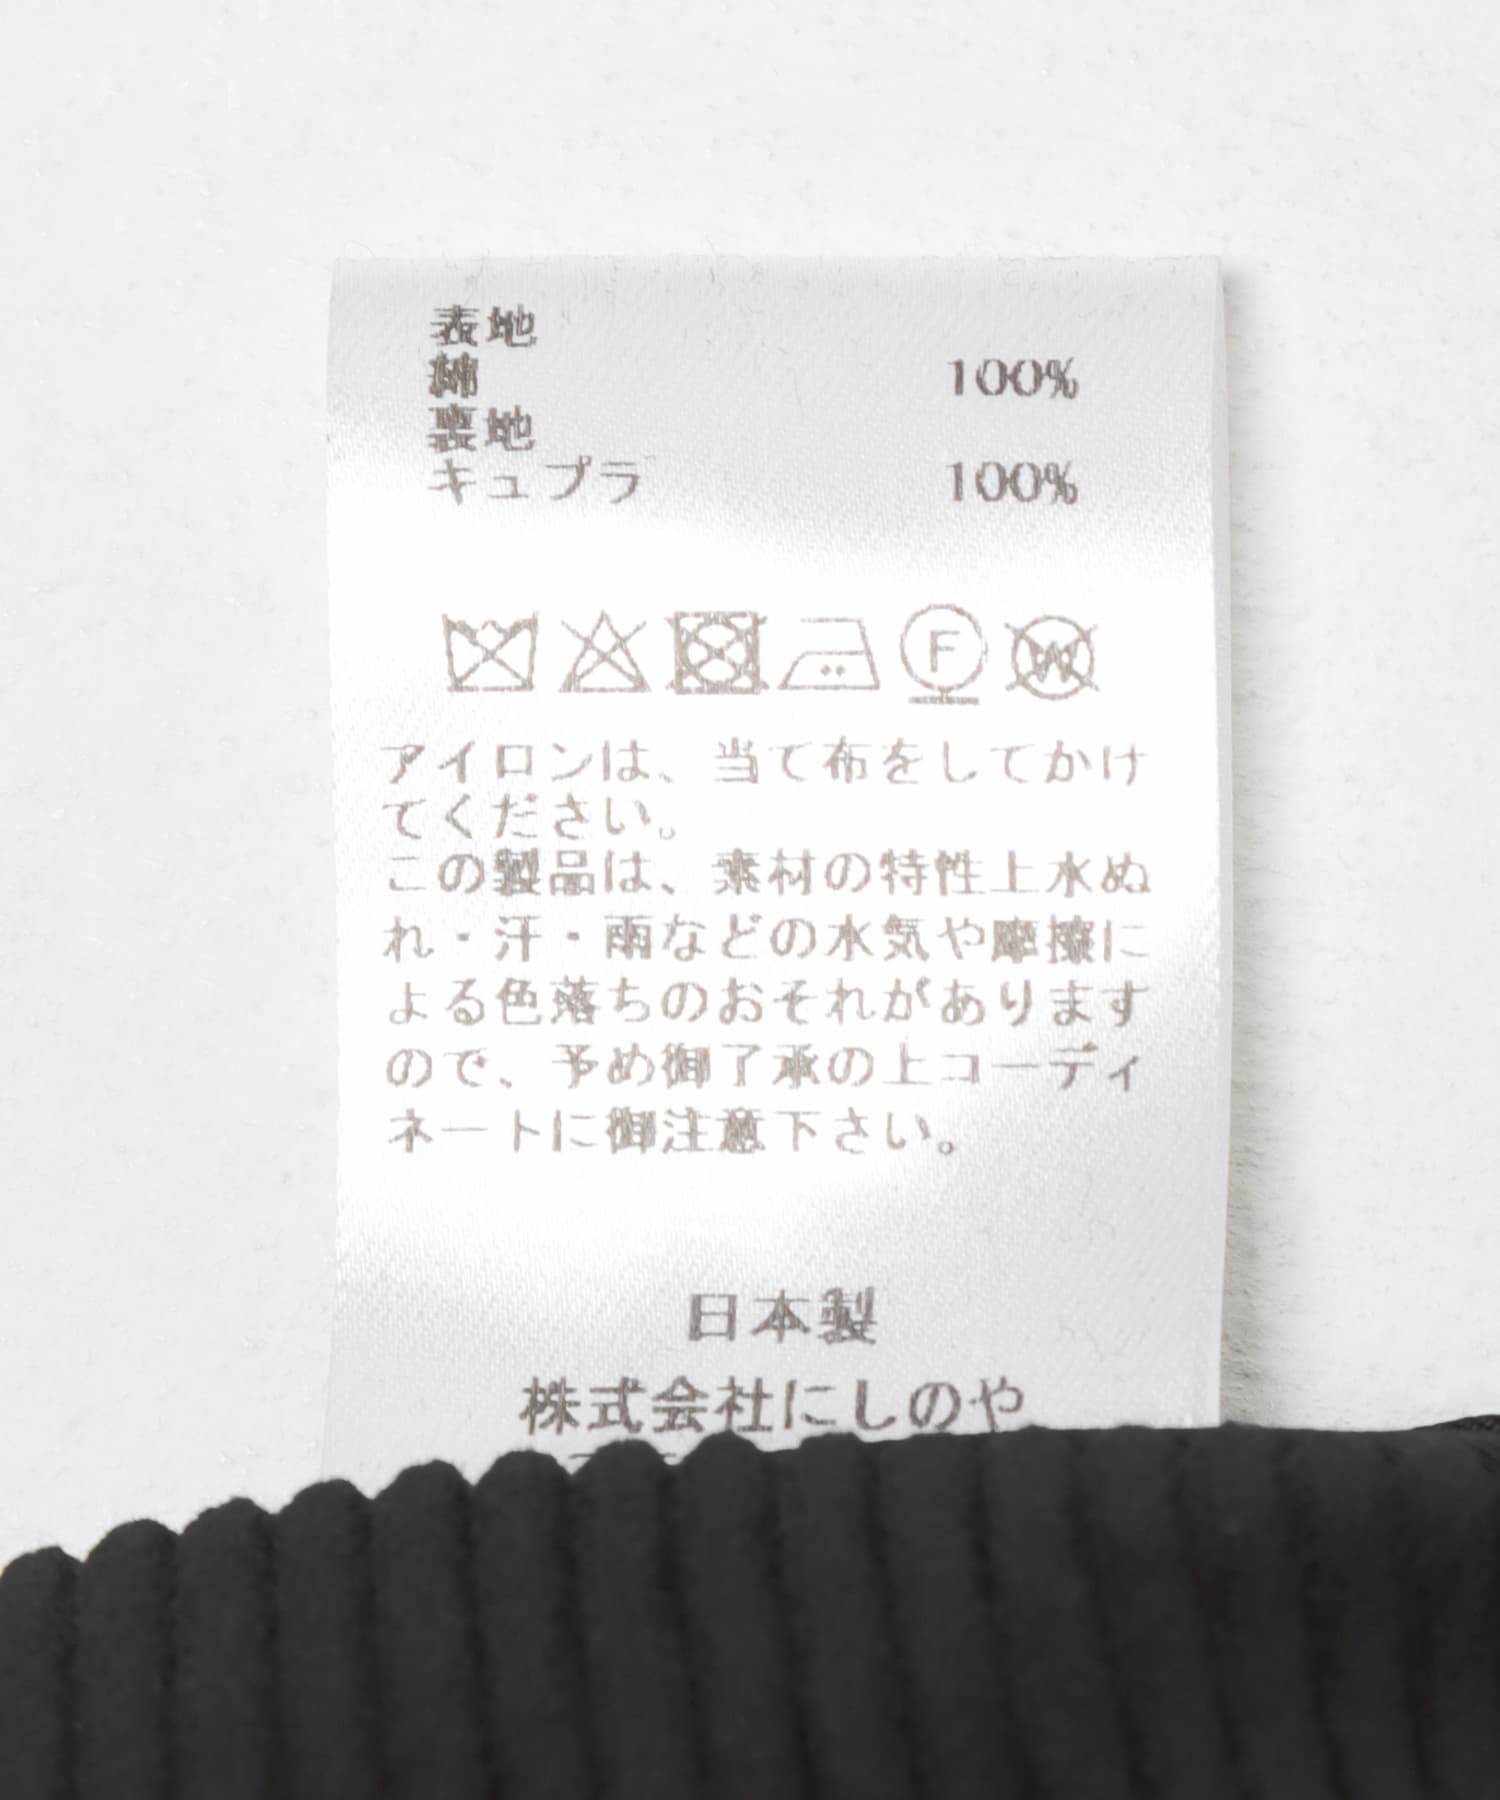 表地
綿 100%
裏地
キュプラ 100%
F W
アイロンは、当て布をしてかけ
てください。
この製品は、素材の特性上水ぬ
れ・汗・雨などの水気や摩擦に
よる色落ちのおそれがあります
ので、予め御了承の上コーディ
ネートに御注意下さい。
日本製
株式会社にしのや